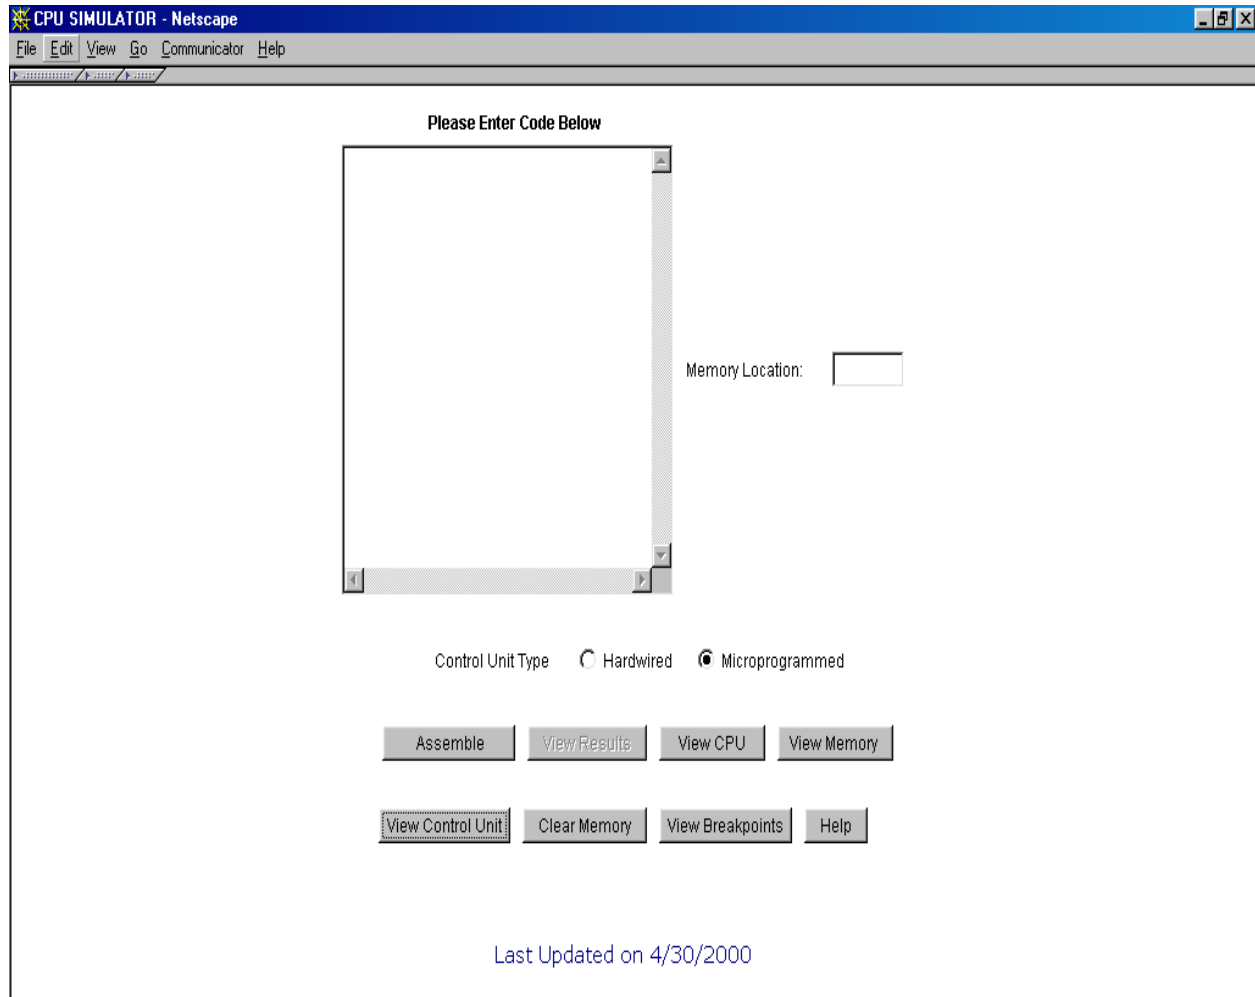 CPU SIMULATOR - Netscape
File Edit View Go Communicator Help
Please Enter Code Below
Memory Location:
Control Unit Type Hardwired Microprogrammed
Assemble View Results View CPU View Memory
View Control Unit Clear Memory View Breakpoints Help
Last Updated on 4/30/2000